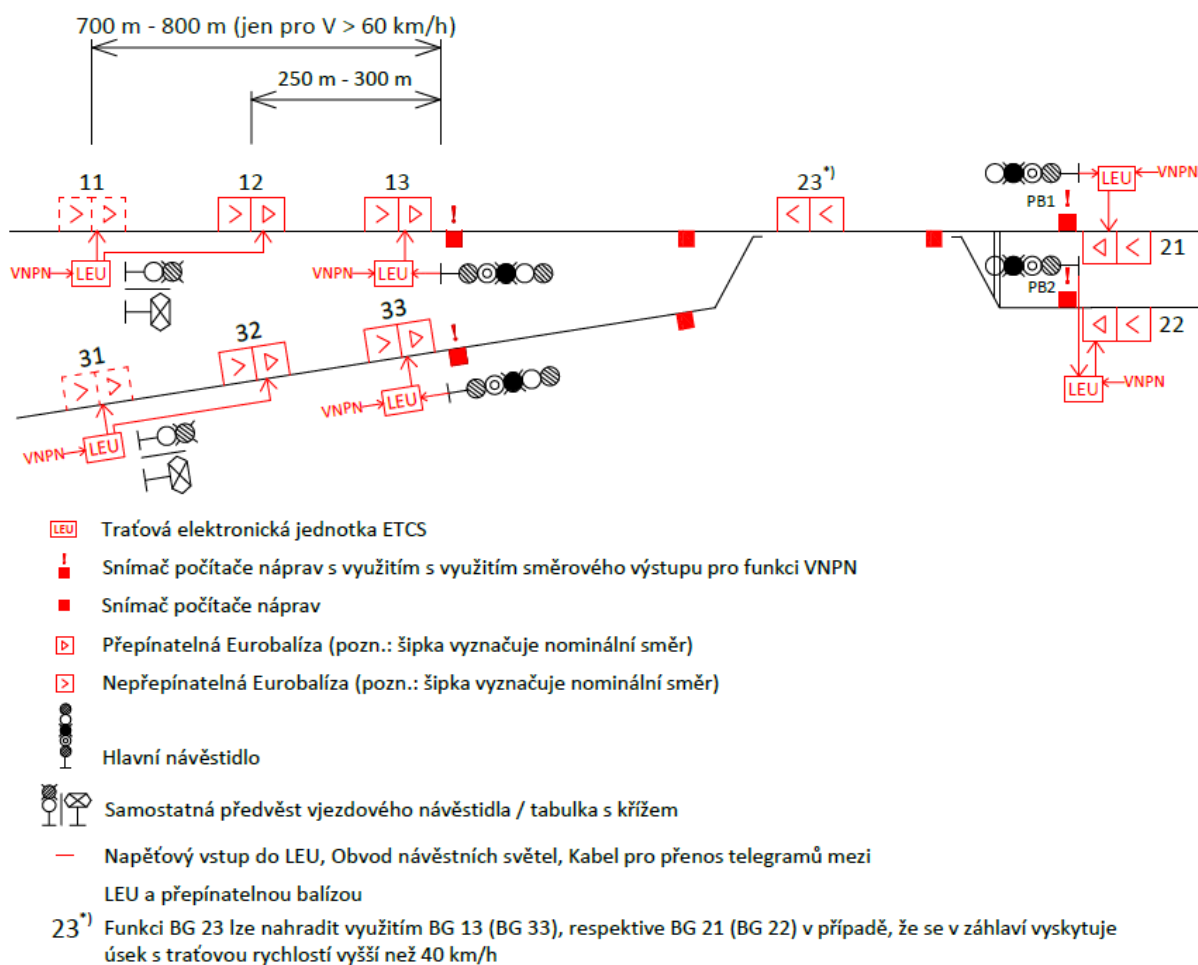 700 m - 800 m (jen pro V > 60 km/h)
250 m - 300 m
11 12 13 23*)
LEU VNPN
PB1
VNPN LEU VNPN LEU
21
PB2
33
32
22
31
LEU VNPN
VNPN LEU
VNPN LEU
LEU Traťová elektronická jednotka ETCS
! Snímač počítače náprav s využitím s využitím směrového výstupu pro funkci VNPN
Snímač počítače náprav
Přepínatelná Eurobalíza (pozn.: šipka vyznačuje nominální směr)
Nepřepínatelná Eurobalíza (pozn.: šipka vyznačuje nominální směr)
Hlavní návěstidlo
Samostatná předvěst vjezdového návěstidla / tabulka s křížem
Napěťový vstup do LEU, Obvod návěstních světel, Kabel pro přenos telegramů mezi
LEU a přepínatelnou balízou
23*) Funkci BG 23 lze nahradit využitím BG 13 (BG 33), respektive BG 21 (BG 22) v případě, že se v záhlaví vyskytuje
úsek s traťovou rychlostí vyšší než 40 km/h